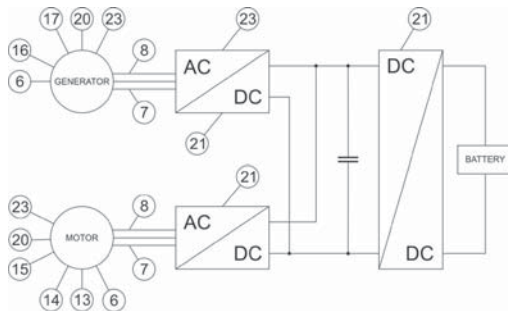 17 20 23
16
6
GENERATOR
8
7
23
AC
DC
21
21
DC
DC
BATTERY
23
20
15
14 13 6
MOTOR
8
7
21
AC
DC